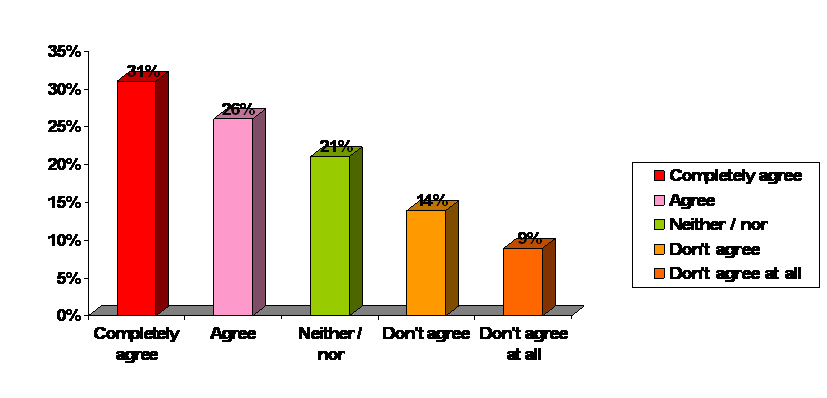 35%
30%
25%
20%
15%
10%
5%
0%
31%
26%
21%
14%
9%
Completely
agree
Agree
Neither /
nor
Don't agree
Don't agree
at all
Completely agree
Agree
Neither / nor
Don't agree
Don't agree at all